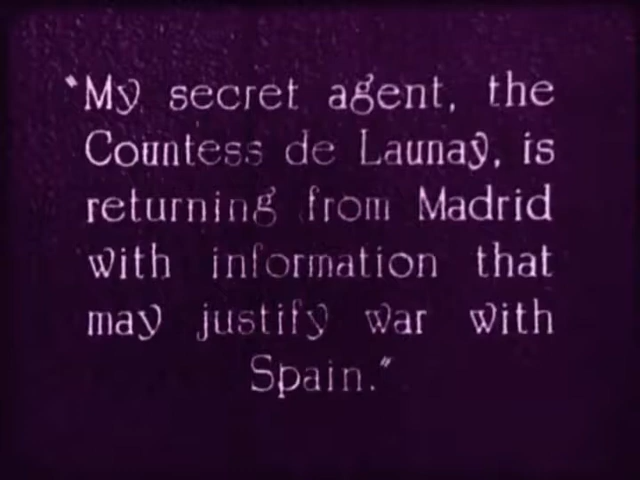 "My secret agent, the
Countess de Launay, is
returning from Madrid
with information that
may justify war with
Spain."